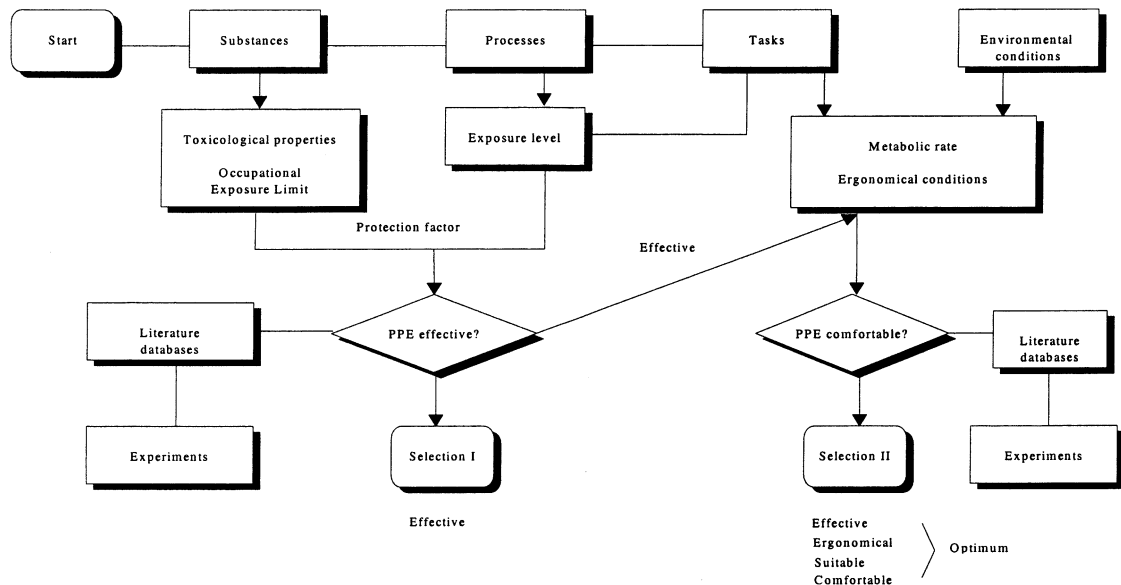 Start
Substances
Processes
Tasks
Environmental
conditions
Toxicological properties
Occupational
Exposure Limit
Exposure level
Metabolic rate
Ergonomical conditions
Protection factor
Effective
Literature
databases
PPE effective?
PPE comfortable?
Literature
databases
Experiments
Selection I
Selection II
Experiments
Effective
Effective
Ergonomical
Suitable
Comfortable
Optimum